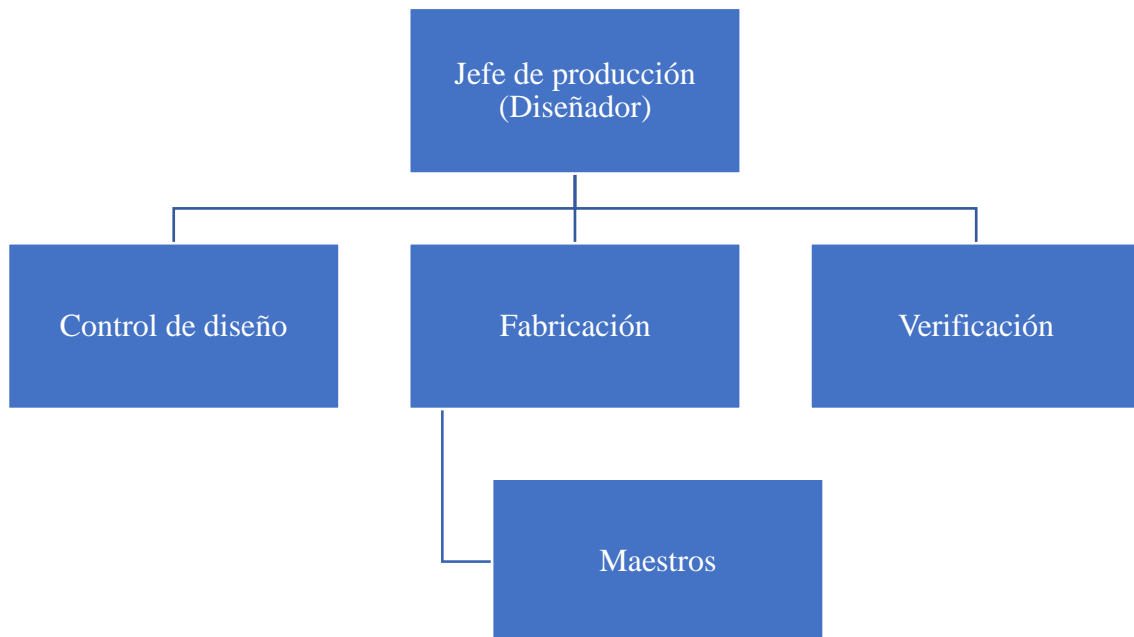 Jefe de producción
(Diseñador)
Control de diseño
Fabricación
Verificación
Maestros